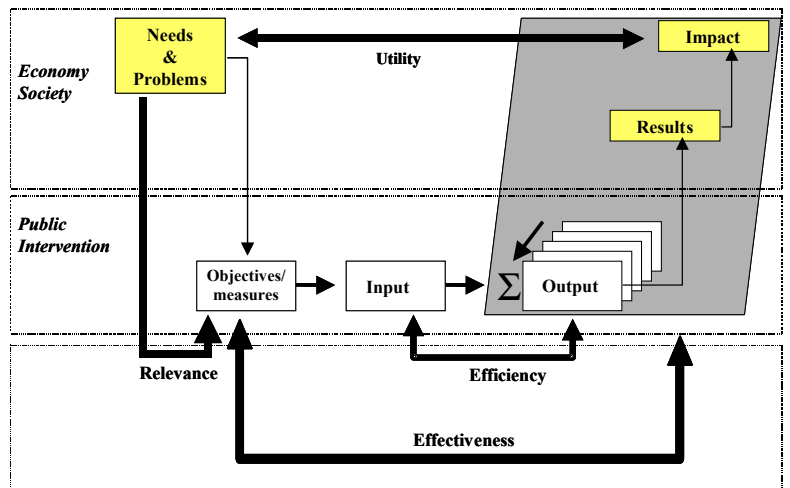 Needs
&
Problems
Utility
Impact
Economy
Society
Results
Public
Intervention
Objectives/
measures
Input
Σ
Output
Relevance
Efficiency
Effectiveness